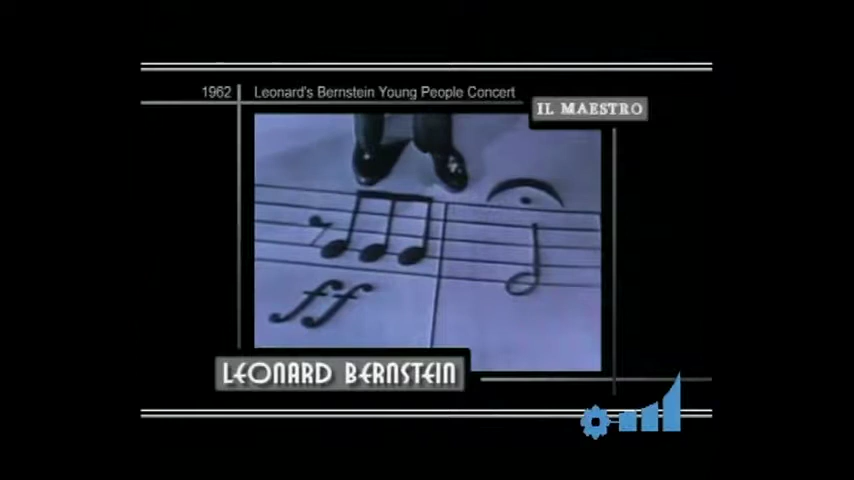 1962 Leonard's Bernstein Young People Concert
IL MAESTRO
ff
LEONARD BERNSTEIN